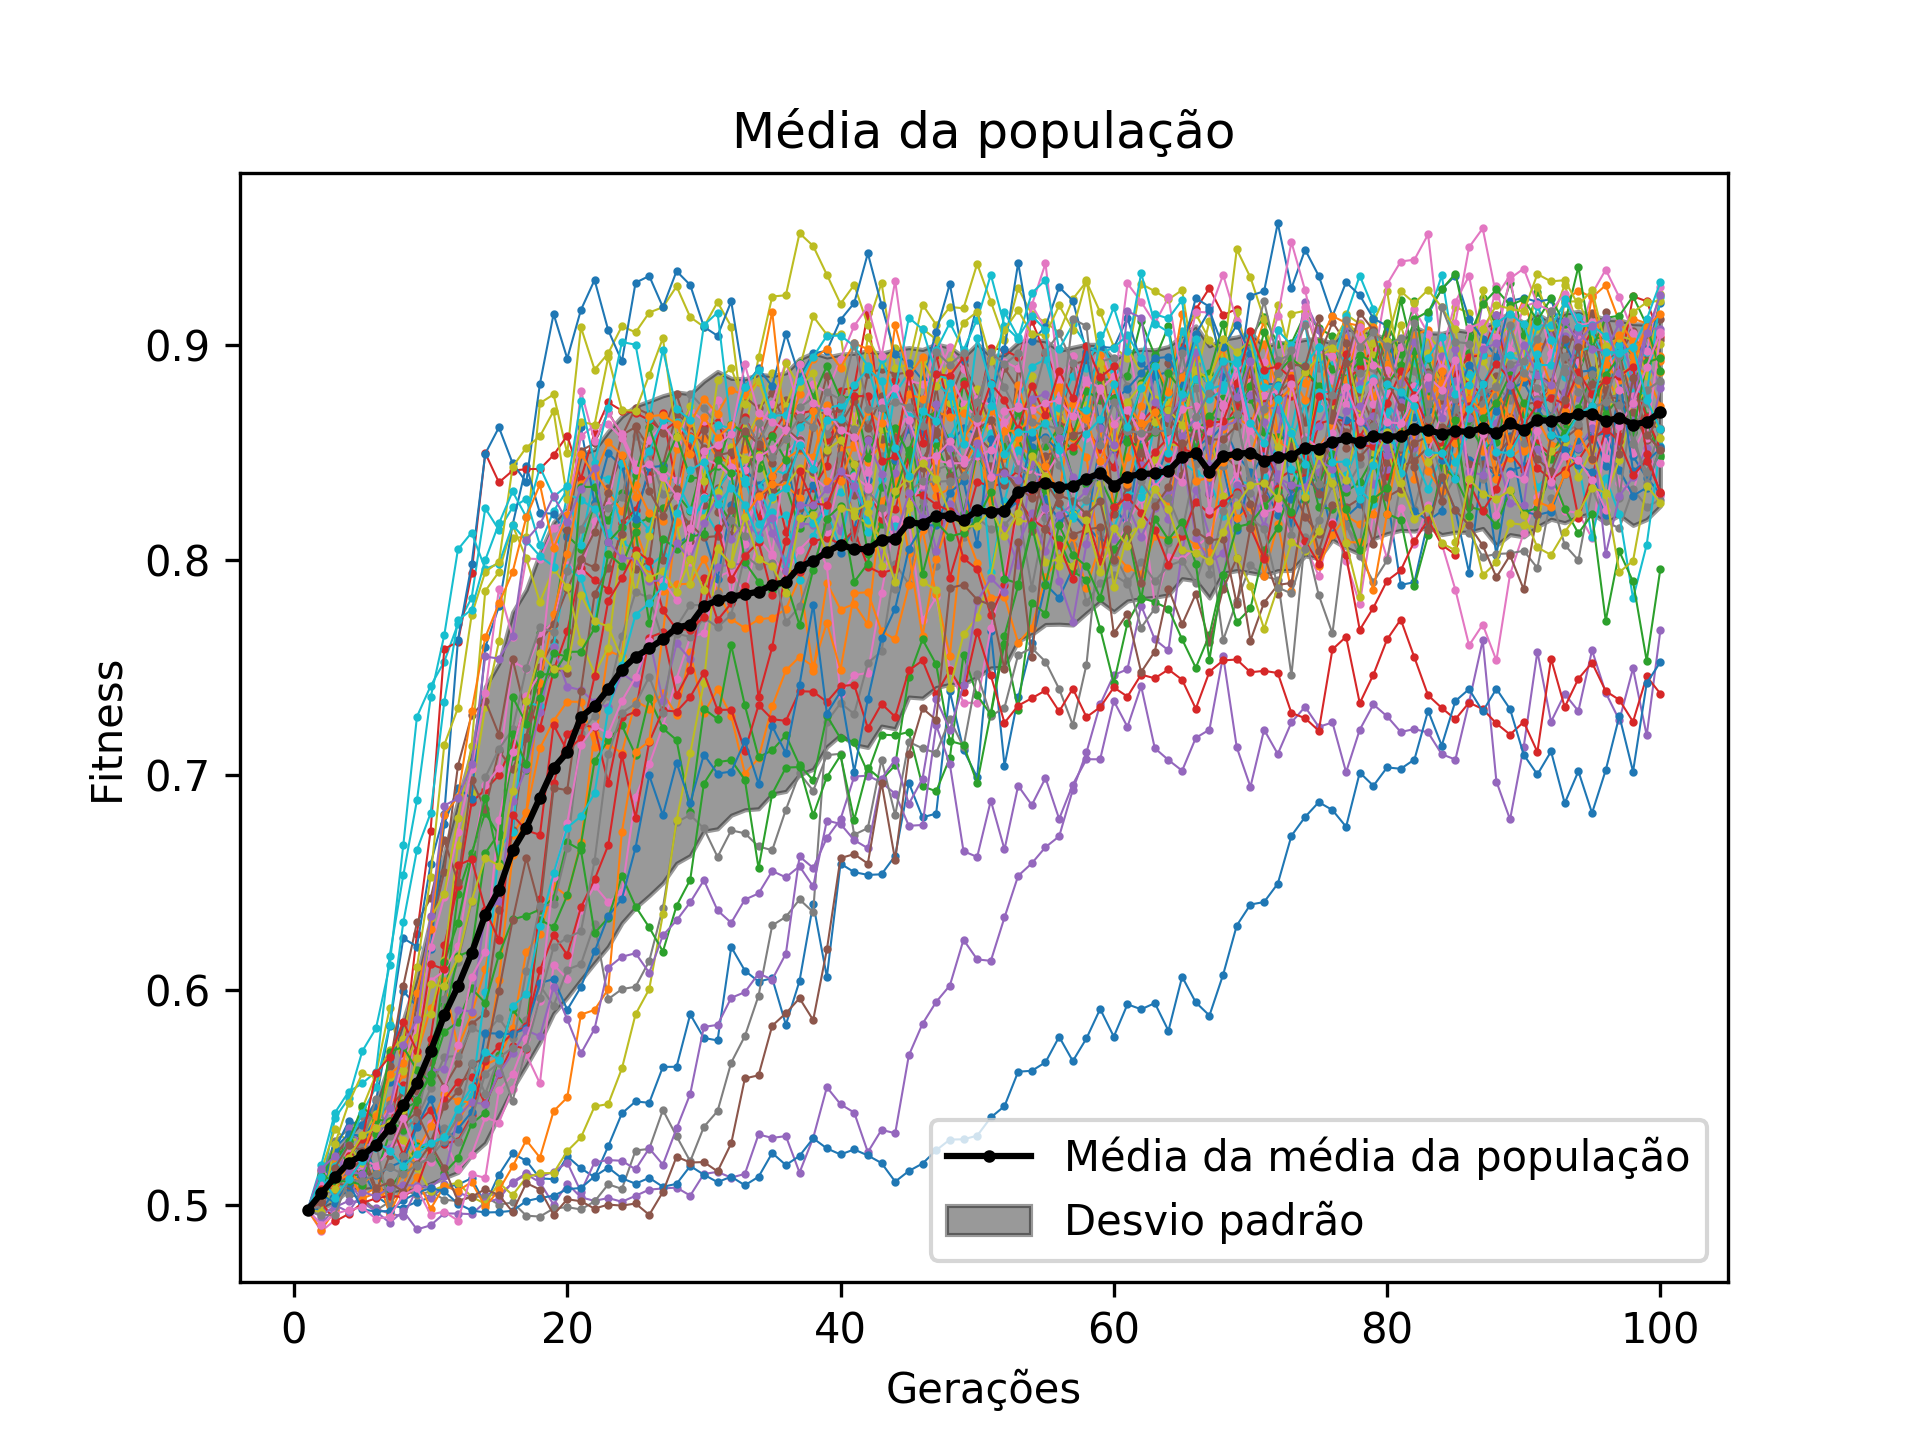 Média da população
Fitness
0.9
0.8
0.7
0.6
0.5
0
20
40
60
80
100
Gerações
Média da média da população
Desvio padrão